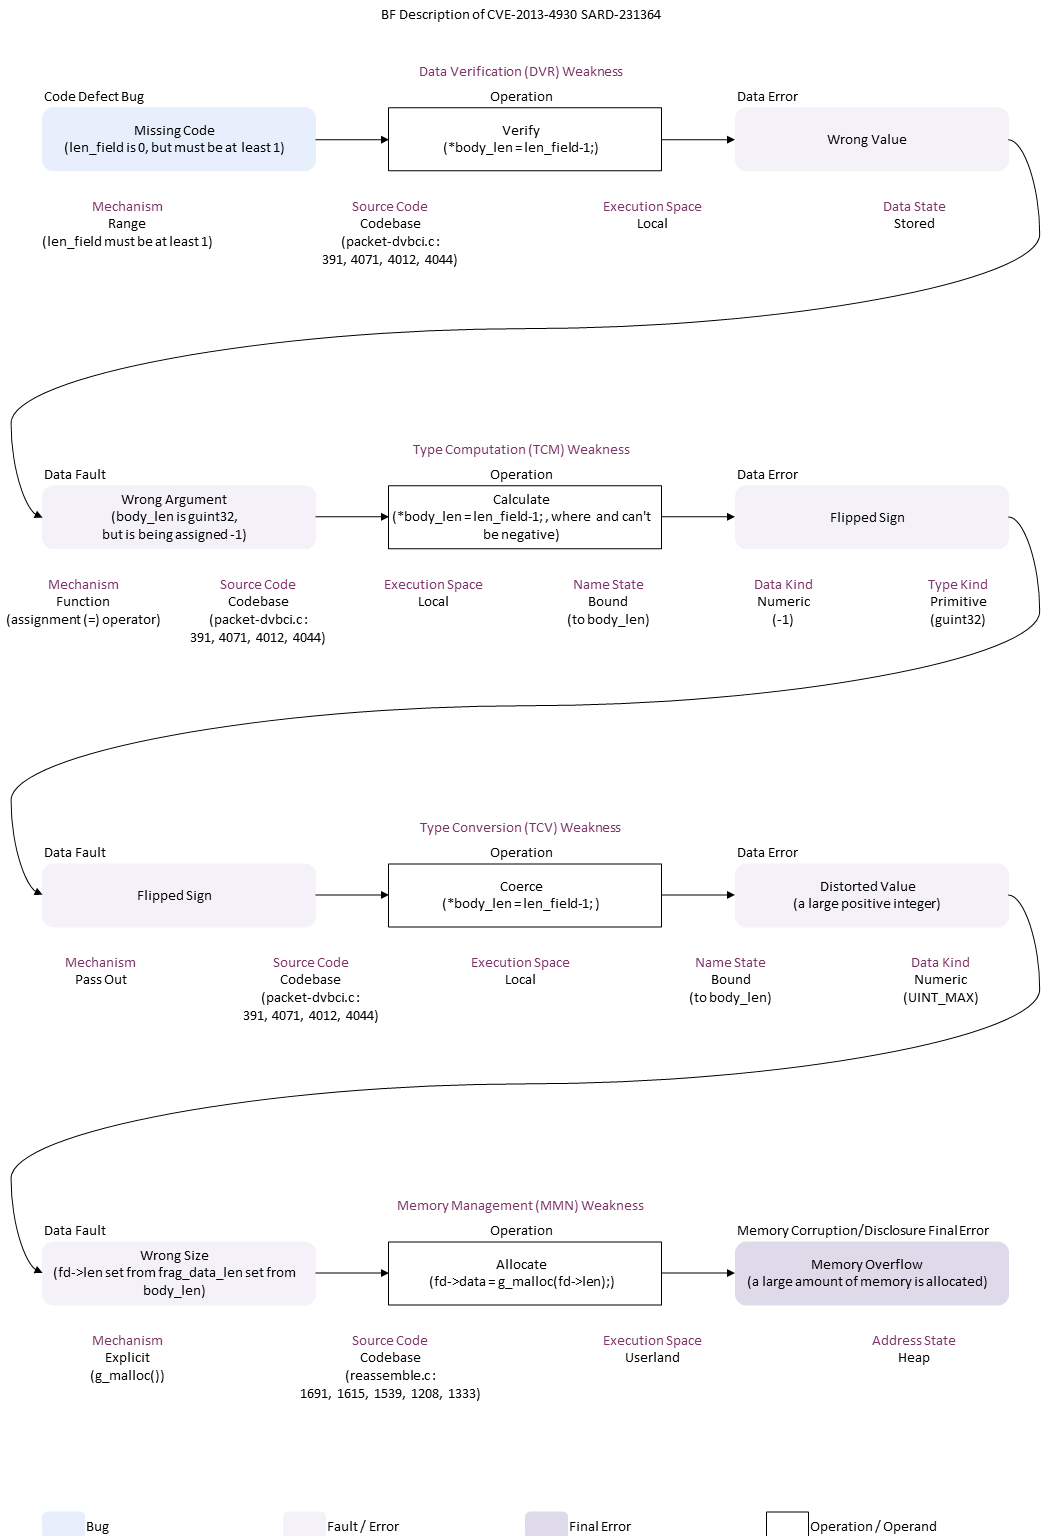 BF Description of CVE-2013-4930 SARD-231364
Data Verification (DVR) Weakness
Code Defect Bug
Operation
Data Error
Missing Code
(len_field is 0, but must be at least 1)
Verify
(*body_len = len_field-1;)
Wrong Value
Mechanism
Range
(len_field must be at least 1)
Source Code
Codebase
(packet-dvbci.c:
391, 4071, 4012, 4044)
Execution Space
Local
Data State
Stored
Type Computation (TCM) Weakness
Data Fault
Operation
Data Error
Wrong Argument
(body_len is guint32,
but is being assigned -1)
Calculate
(*body_len = len_field-1; , where and can't
be negative)
Flipped Sign
Mechanism
Function
(assignment (=) operator)
Source Code
Codebase
(packet-dvbci.c:
391, 4071, 4012, 4044)
Execution Space
Local
Name State
Bound
(to body_len)
Data Kind
Numeric
(-1)
Type Kind
Primitive
(guint32)
Type Conversion (TCV) Weakness
Data Fault
Operation
Data Error
Flipped Sign
Coerce
(*body_len = len_field-1; )
Distorted Value
(a large positive integer)
Mechanism
Pass Out
Source Code
Codebase
(packet-dvbci.c:
391, 4071, 4012, 4044)
Execution Space
Local
Name State
Bound
(to body_len)
Data Kind
Numeric
(UINT_MAX)
Memory Management (MMN) Weakness
Data Fault
Operation
Memory Corruption/Disclosure Final Error
Wrong Size
(fd->len set from frag_data_len set from
body_len)
Allocate
(fd->data = g_malloc(fd->len);)
Memory Overflow
(a large amount of memory is allocated)
Mechanism
Explicit
(g_malloc())
Source Code
Codebase
(reassemble.c:
1691, 1615, 1539, 1208, 1333)
Execution Space
Userland
Address State
Heap
Bug
Fault / Error
Final Error
Operation / Operand